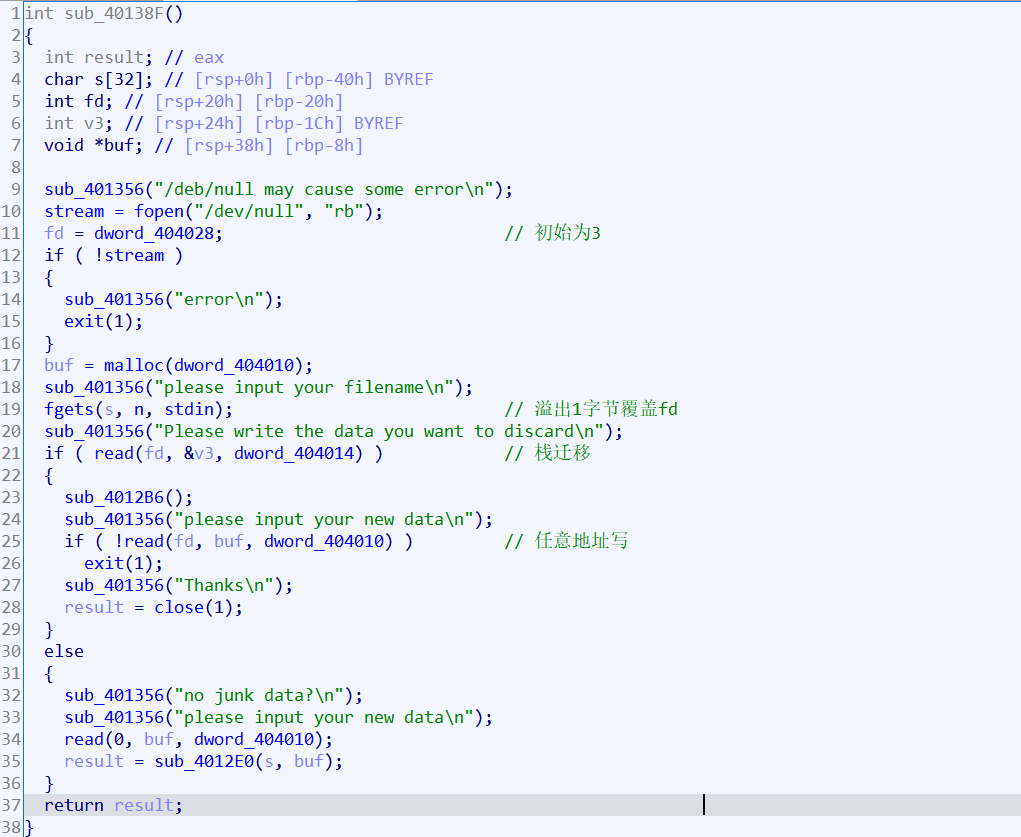 1 int sub_40138F()
2 {
3   int result; // eax
4   char s[32]; // [rsp+0h] [rbp-40h] BYREF
5   int fd; // [rsp+20h] [rbp-20h]
6   int v3; // [rsp+24h] [rbp-1Ch] BYREF
7   void *buf; // [rsp+38h] [rbp-8h]
8
9   sub_401356("/deb/null may cause some error\n");
10   stream = fopen("/dev/null", "rb");
11   fd = dword_404028;                            // 初始为3
12   if ( !stream )
13   {
14     sub_401356("error\n");
15     exit(1);
16   }
17   buf = malloc(dword_404010);
18   sub_401356("please input your filename\n");
19   fgets(s, n, stdin);                           // 溢出1字节覆盖fd
20   sub_401356("Please write the data you want to discard\n");
21   if ( read(fd, &v3, dword_404014) )            // 栈迁移
22   {
23     sub_4012B6();
24     sub_401356("please input your new data\n");
25     if ( !read(fd, buf, dword_404010) )         // 任意地址写
26       exit(1);
27     sub_401356("Thanks\n");
28     result = close(1);
29   }
30   else
31   {
32     sub_401356("no junk data?\n");
33     sub_401356("please input your new data\n");
34     read(0, buf, dword_404010);
35     result = sub_4012E0(s, buf);
36   }
37   return result;
38 }